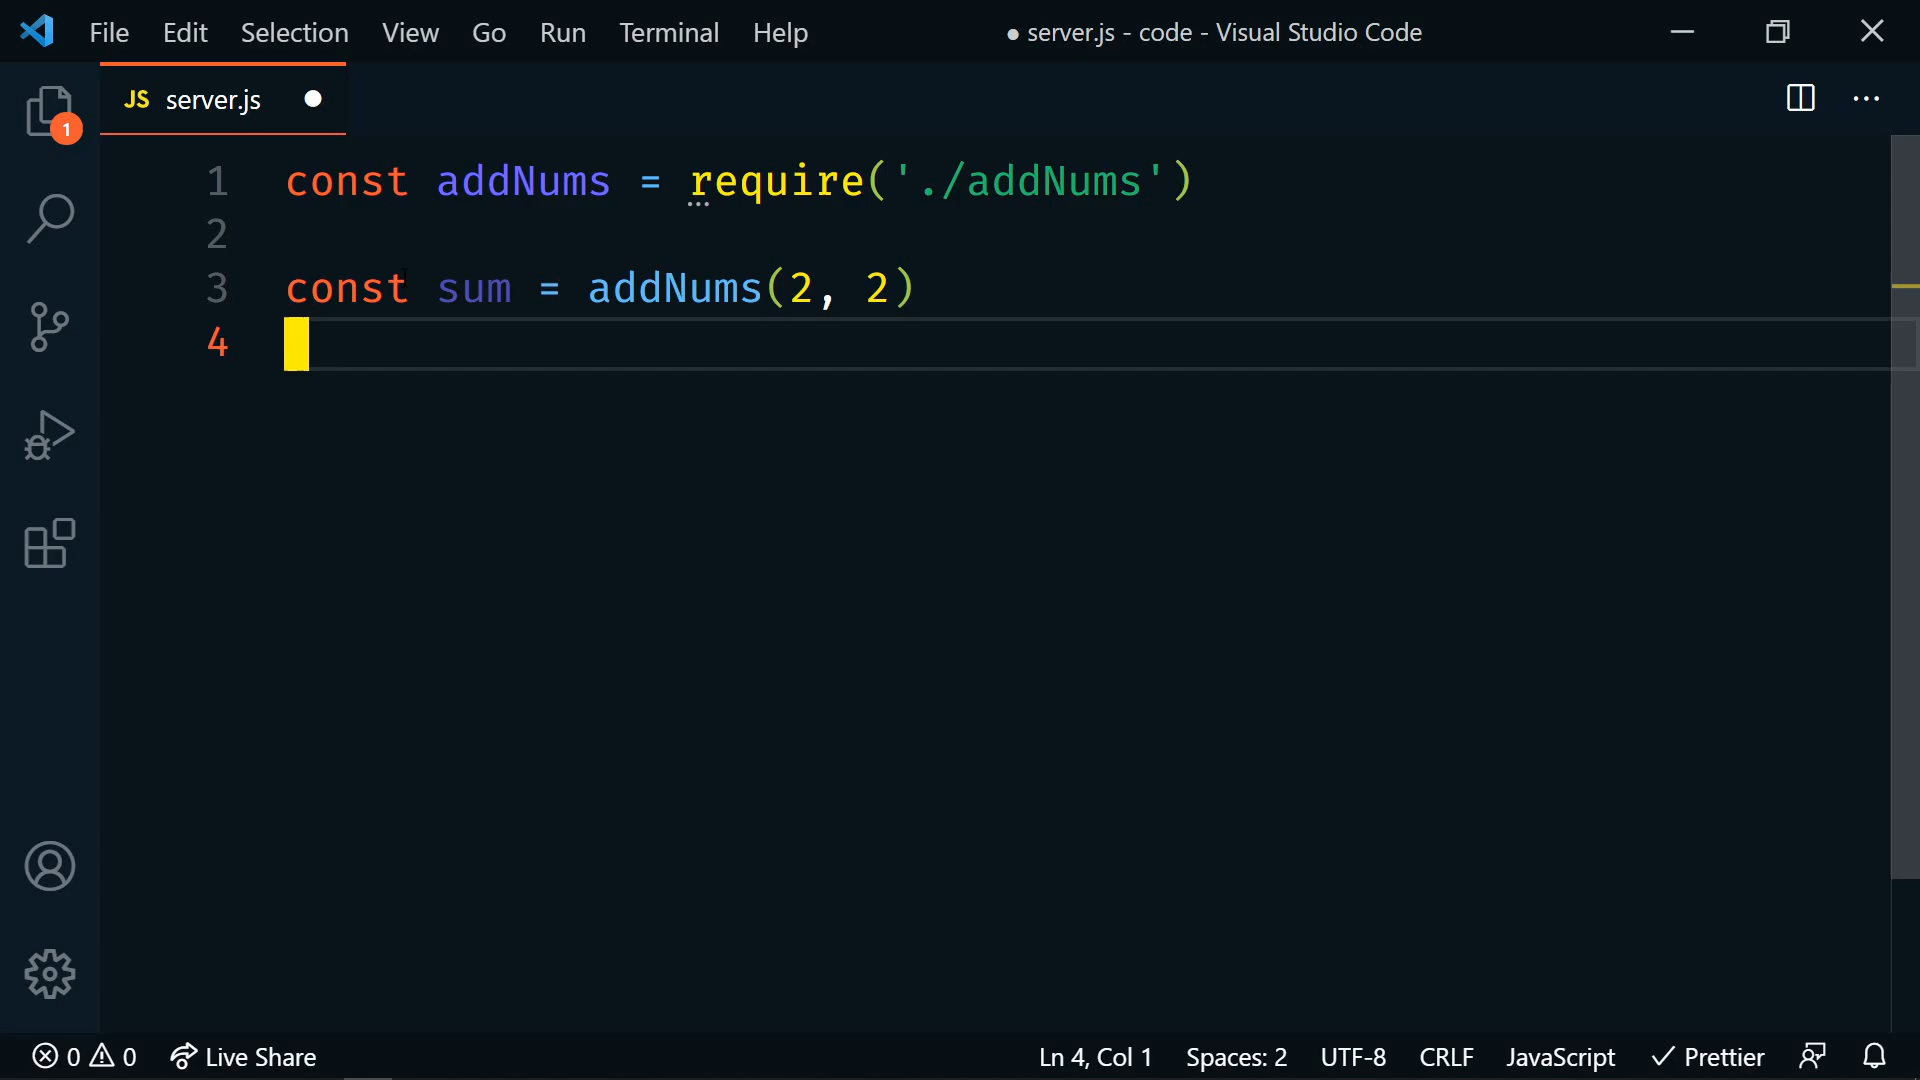 File Edit Selection View Go Run Terminal Help ● server.js - code - Visual Studio Code
JS server.js ●
1
1 const addNums = require('./addNums')
2
3 const sum = addNums(2, 2)
4
0 0 Live Share Ln 4, Col 1 Spaces: 2 UTF-8 CRLF JavaScript ✓ Prettier